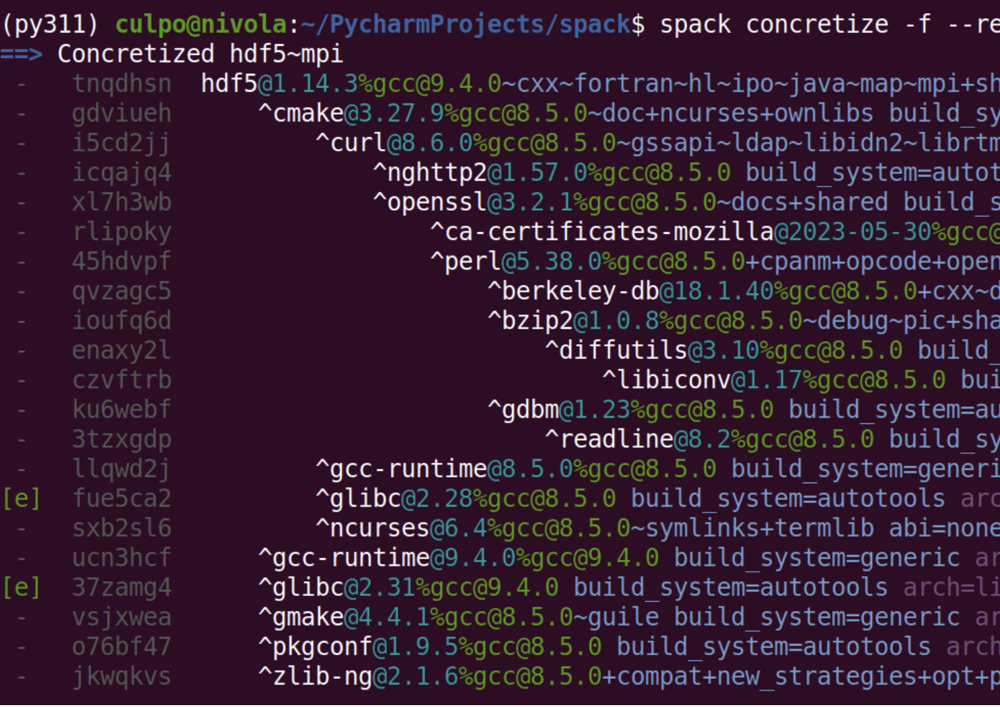 (py311) culpo@nivola:~/PycharmProjects/spack$ spack concretize -f --re
==> Concretized hdf5~mpi
 -   tnqdhsn  hdf5@1.14.3%gcc@9.4.0~cxx~fortran~hl~ipo~java~map~mpi+sh
 -   gdviueh      ^cmake@3.27.9%gcc@8.5.0~doc+ncurses+ownlibs build_sy
 -   i5cd2jj          ^curl@8.6.0%gcc@8.5.0~gssapi~ldap~libidn2~librtm
 -   icqajq4              ^nghttp2@1.57.0%gcc@8.5.0 build_system=autot
 -   xl7h3wb              ^openssl@3.2.1%gcc@8.5.0~docs+shared build_s
 -   rlipoky                  ^ca-certificates-mozilla@2023-05-30%gcc@
 -   45hdvpf                  ^perl@5.38.0%gcc@8.5.0+cpanm+opcode+open
 -   qvzagc5                      ^berkeley-db@18.1.40%gcc@8.5.0+cxx~d
 -   ioufq6d                      ^bzip2@1.0.8%gcc@8.5.0~debug~pic+sha
 -   enaxy2l                          ^diffutils@3.10%gcc@8.5.0 build_
 -   czvftrb                              ^libiconv@1.17%gcc@8.5.0 bui
 -   ku6webf                      ^gdbm@1.23%gcc@8.5.0 build_system=au
 -   3tzxgdp                          ^readline@8.2%gcc@8.5.0 build_sy
 -   llqwd2j          ^gcc-runtime@8.5.0%gcc@8.5.0 build_system=generi
[e]  fue5ca2          ^glibc@2.28%gcc@8.5.0 build_system=autotools arc
 -   sxb2sl6          ^ncurses@6.4%gcc@8.5.0~symlinks+termlib abi=none
 -   ucn3hcf      ^gcc-runtime@9.4.0%gcc@9.4.0 build_system=generic ar
[e]  37zamg4      ^glibc@2.31%gcc@9.4.0 build_system=autotools arch=li
 -   vsjxwea      ^gmake@4.4.1%gcc@8.5.0~guile build_system=generic ar
 -   o76bf47      ^pkgconf@1.9.5%gcc@8.5.0 build_system=autotools arch
 -   jkwqkvs      ^zlib-ng@2.1.6%gcc@8.5.0+compat+new_strategies+opt+p